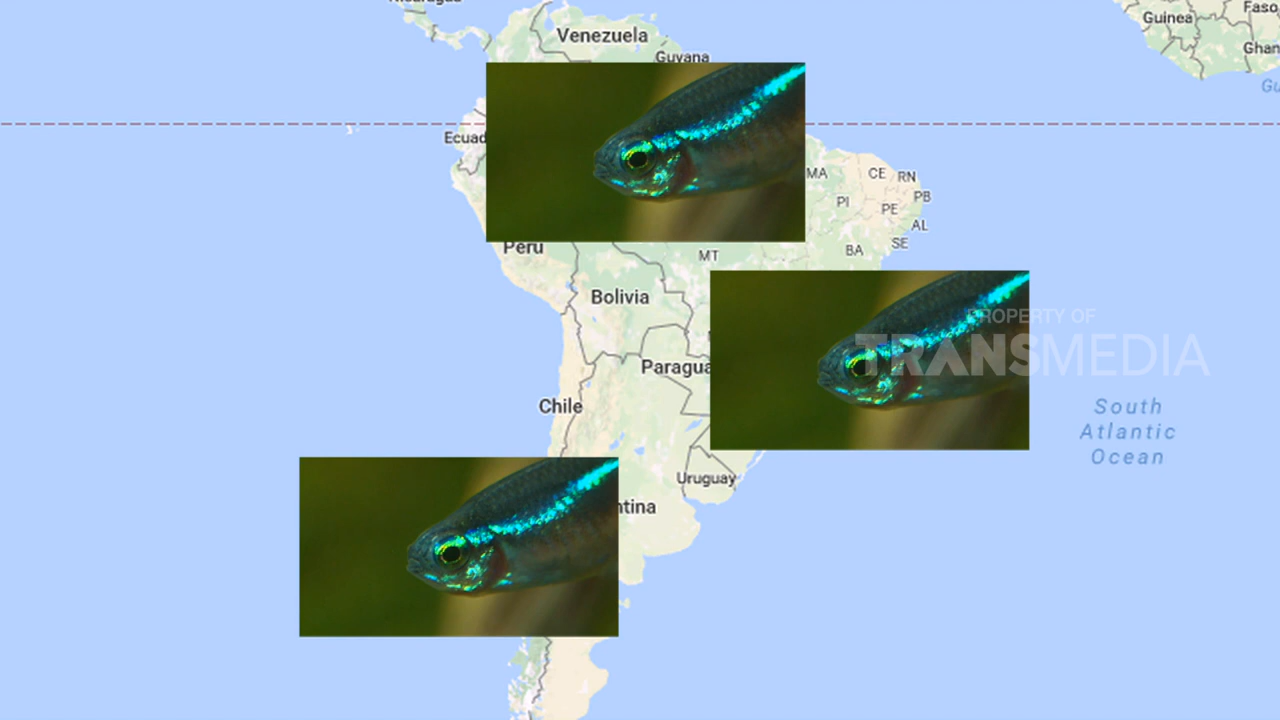 Nicaragua
Venezuela
Guyana
Guinea
Faso
Ghan
Gu
Ecuad
MA
CE
RN
PI
PB
PE
AL
SE
BA
Peru
MT
Bolivia
PROPERTY OF
TRANSMEDIA
Paragua
Chile
South
Atlantic
Ocean
Uruguay
ntina